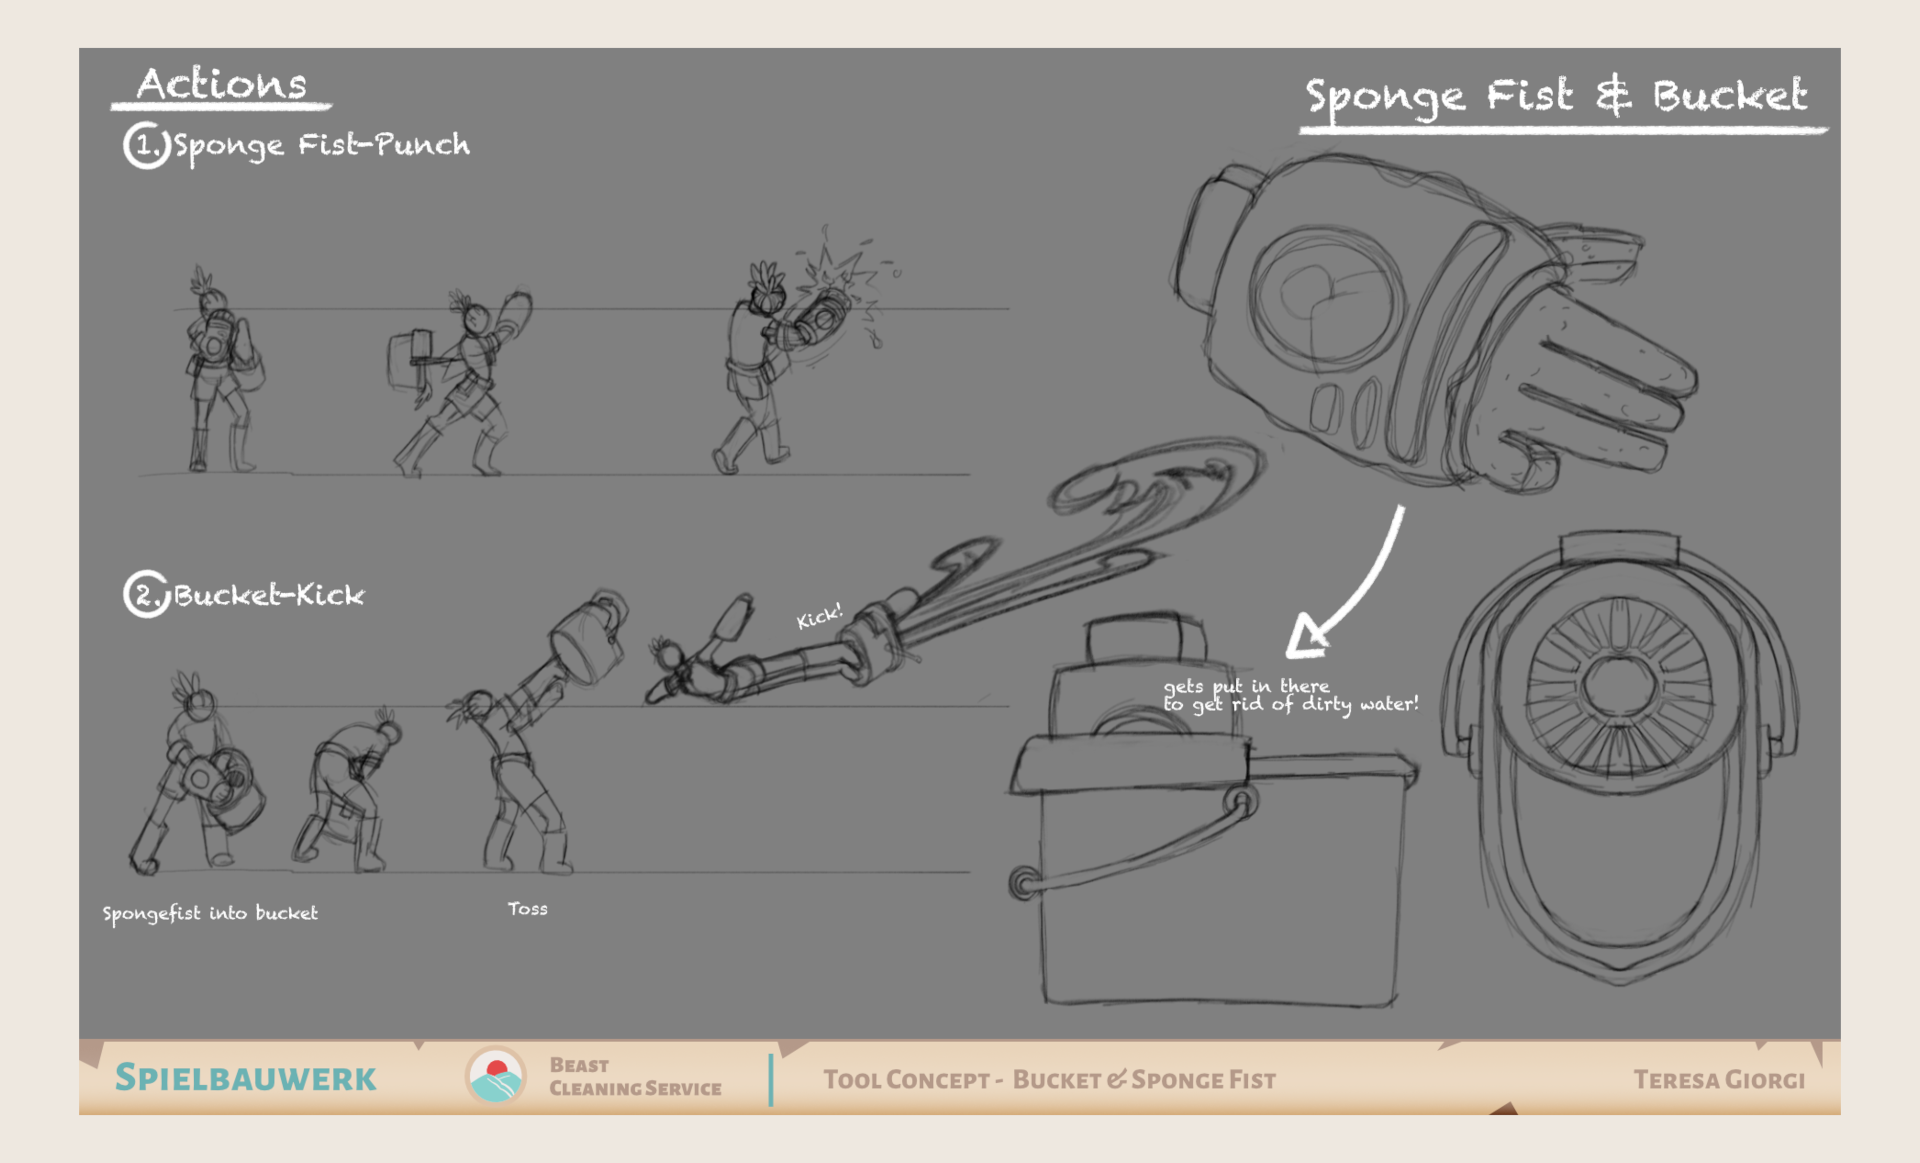 Actions
1. Sponge Fist-Punch
Sponge Fist & Bucket
2. Bucket-Kick
Kick!
gets put in there
to get rid of dirty water!
Spongefist into bucket
Toss
SPIELBAUWERK
BEAST
CLEANING SERVICE
TOOL CONCEPT - BUCKET & SPONGE FIST
TERESA GIORGI